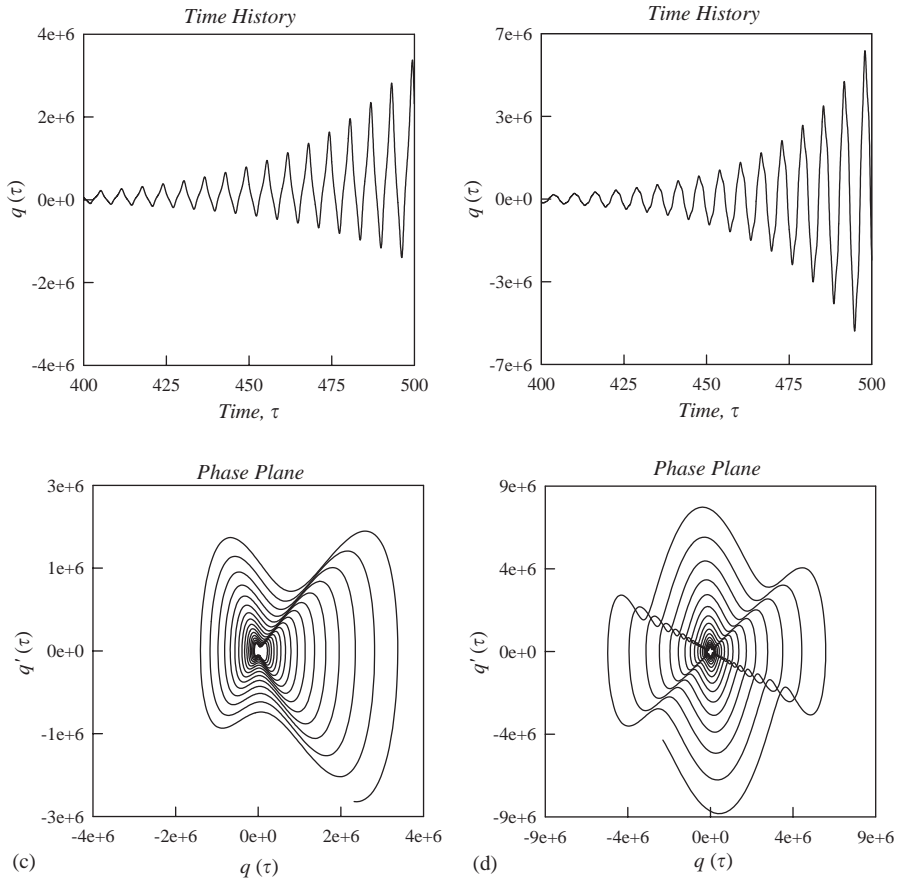 Time History
4e+6
2e+6
0e+0
-2e+6
-4e+6
q (τ)
400 425 450 475 500
Time, τ
Time History
7e+6
3e+6
0e+0
-3e+6
-7e+6
q (τ)
400 425 450 475 500
Time, τ
Phase Plane
3e+6
1e+6
0e+0
-1e+6
-3e+6
q' (τ)
-4e+6 -2e+6 0e+0 2e+6 4e+6
(c) q (τ)
Phase Plane
9e+6
4e+6
0e+0
-4e+6
-9e+6
q' (τ)
-9e+6 -4e+6 0e+0 4e+6 9e+6
(d) q (τ)